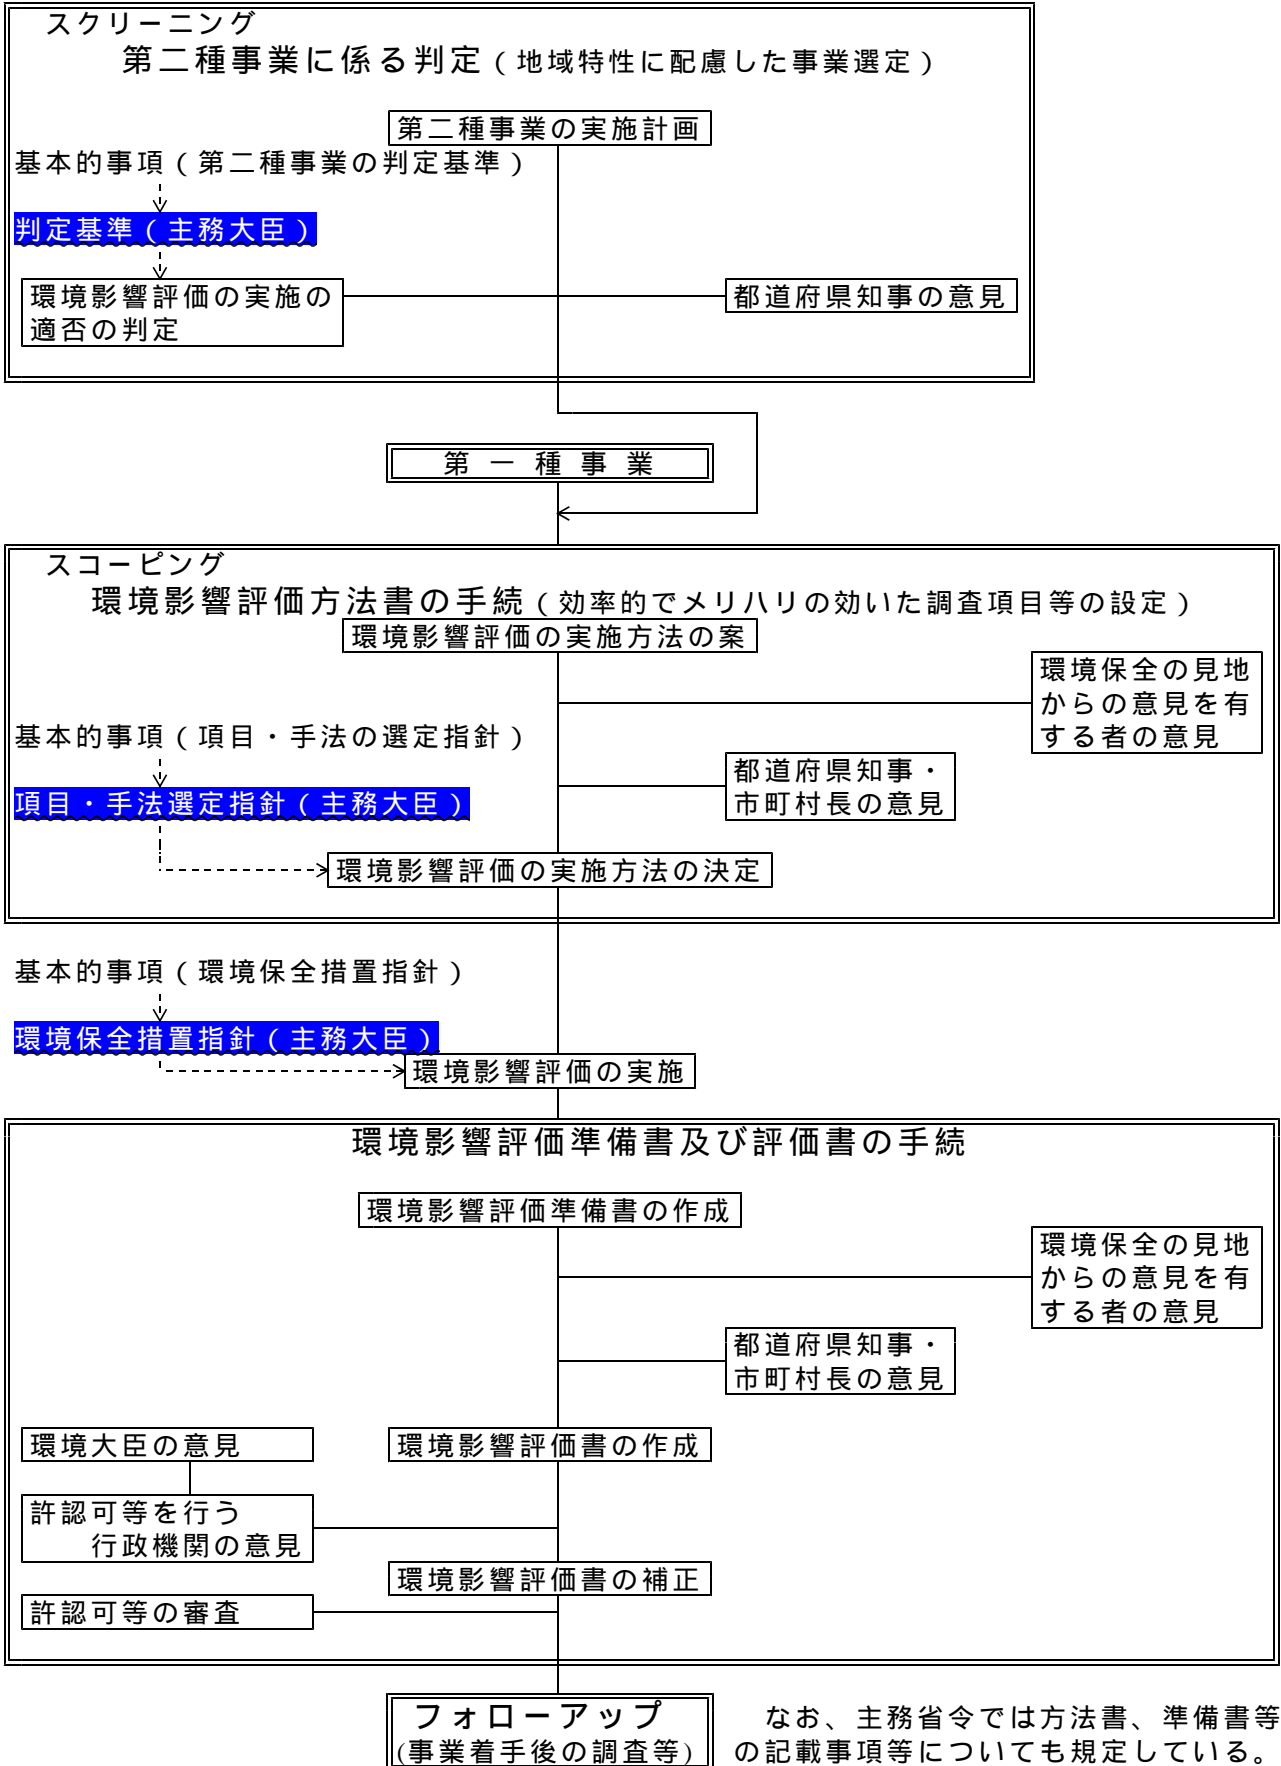 スクリーニング
第二種事業に係る判定（地域特性に配慮した事業選定）
第二種事業の実施計画
基本的事項（第二種事業の判定基準）
判定基準（主務大臣）
環境影響評価の実施の
適否の判定
都道府県知事の意見
第一種事業
スコーピング
環境影響評価方法書の手続（効率的でメリハリの効いた調査項目等の設定）
環境影響評価の実施方法の案
環境保全の見地
からの意見を有
する者の意見
基本的事項（項目・手法の選定指針）
都道府県知事・
市町村長の意見
項目・手法選定指針（主務大臣）
環境影響評価の実施方法の決定
基本的事項（環境保全措置指針）
環境保全措置指針（主務大臣）
環境影響評価の実施
環境影響評価準備書及び評価書の手続
環境影響評価準備書の作成
環境保全の見地
からの意見を有
する者の意見
都道府県知事・
市町村長の意見
環境大臣の意見
環境影響評価書の作成
許認可等を行う
行政機関の意見
環境影響評価書の補正
許認可等の審査
フォローアップ
(事業着手後の調査等)
なお、主務省令では方法書、準備書等
の記載事項等についても規定している。